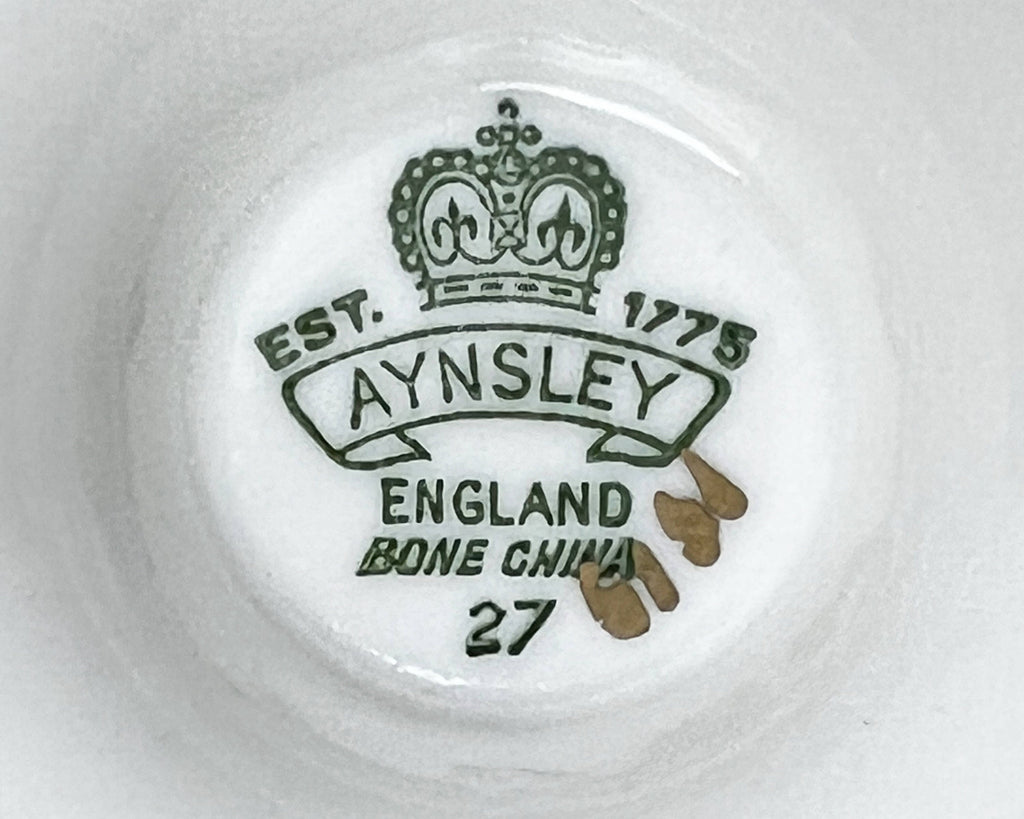 EST. 1775
AYNSLEY
ENGLAND
BONE CHINA
27